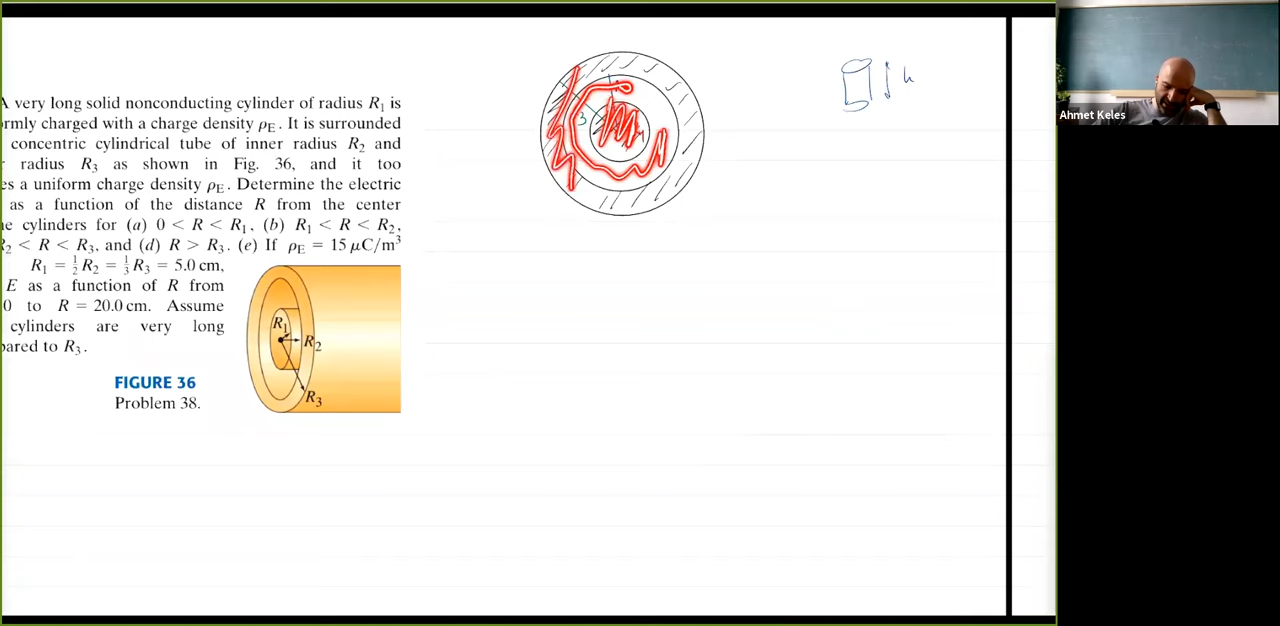 A very long solid nonconducting cylinder of radius R₁ is
rmly charged with a charge density ρE. It is surrounded
concentric cylindrical tube of inner radius R₂ and
r radius R₃ as shown in Fig. 36, and it too
es a uniform charge density ρE. Determine the electric
as a function of the distance R from the center
ne cylinders for (a) 0 < R < R₁, (b) R₁ < R < R₂,
R₂ < R < R₃, and (d) R > R₃. (e) If ρE = 15 μC/m³
R₁ = ½R₂ = ⅓R₃ = 5.0 cm,
E as a function of R from
0 to R = 20.0 cm. Assume
cylinders are very long
pared to R₃.
R₁
R₂
R₃
FIGURE 36
Problem 38.
3
h
Ahmet Keles